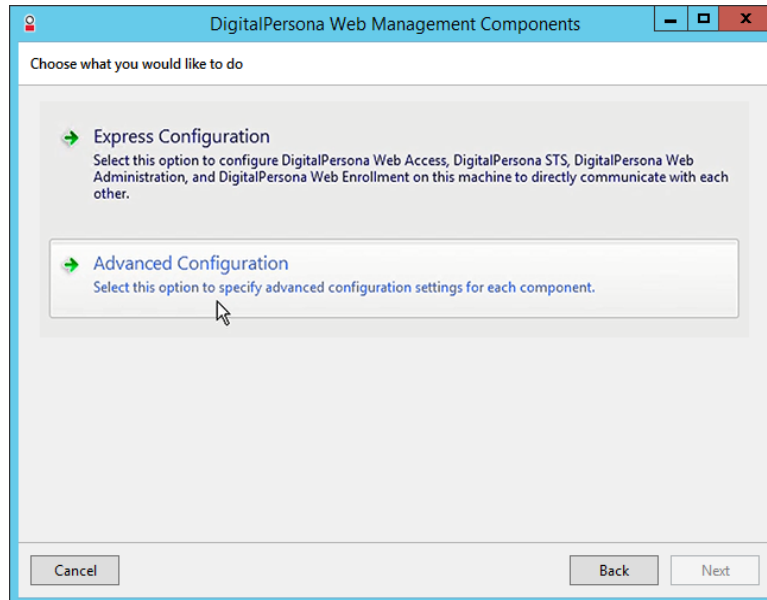 DigitalPersona Web Management Components
Choose what you would like to do
Express Configuration
Select this option to configure DigitalPersona Web Access, DigitalPersona STS, DigitalPersona Web
Administration, and DigitalPersona Web Enrollment on this machine to directly communicate with each
other.
Advanced Configuration
Select this option to specify advanced configuration settings for each component.
Cancel
Back
Next